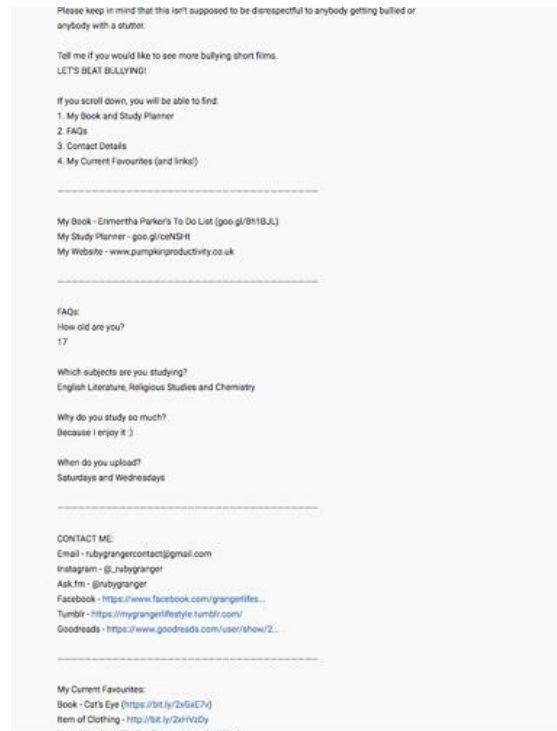 Please keep in mind that this isn't supposed to be disrespectful to anybody getting bullied or
anybody with a stutter.
Tell me if you would like to see more bullying short films.
LET'S BEAT BULLYING!
If you scroll down, you will be able to find:
1. My Book and Study Planner
2. FAQs
3. Contact Details
4. My Current Favourites (and links!)
My Book - Erimentha Parker's To Do List (goo.gl/8h1BJL)
My Study Planner - goo.gl/ceNSHt
My Website - www.pumpkinproductivity.co.uk
FAQs:
How old are you?
17
Which subjects are you studying?
English Literature, Religious Studies and Chemistry
Why do you study so much?
Because I enjoy it :)
When do you upload?
Saturdays and Wednesdays
CONTACT ME:
Email - rubygrangercontact@gmail.com
Instagram - @_rubygranger
Ask.fm - @rubygranger
Facebook - https://www.facebook.com/grangerlifes...
Tumblr - https://mygrangerlifestyle.tumblr.com/
Goodreads - https://www.goodreads.com/user/show/2...
My Current Favourites:
Book - Cat's Eye (https://bit.ly/2xGxE7v)
Item of Clothing - http://bit.ly/2xHVzDy